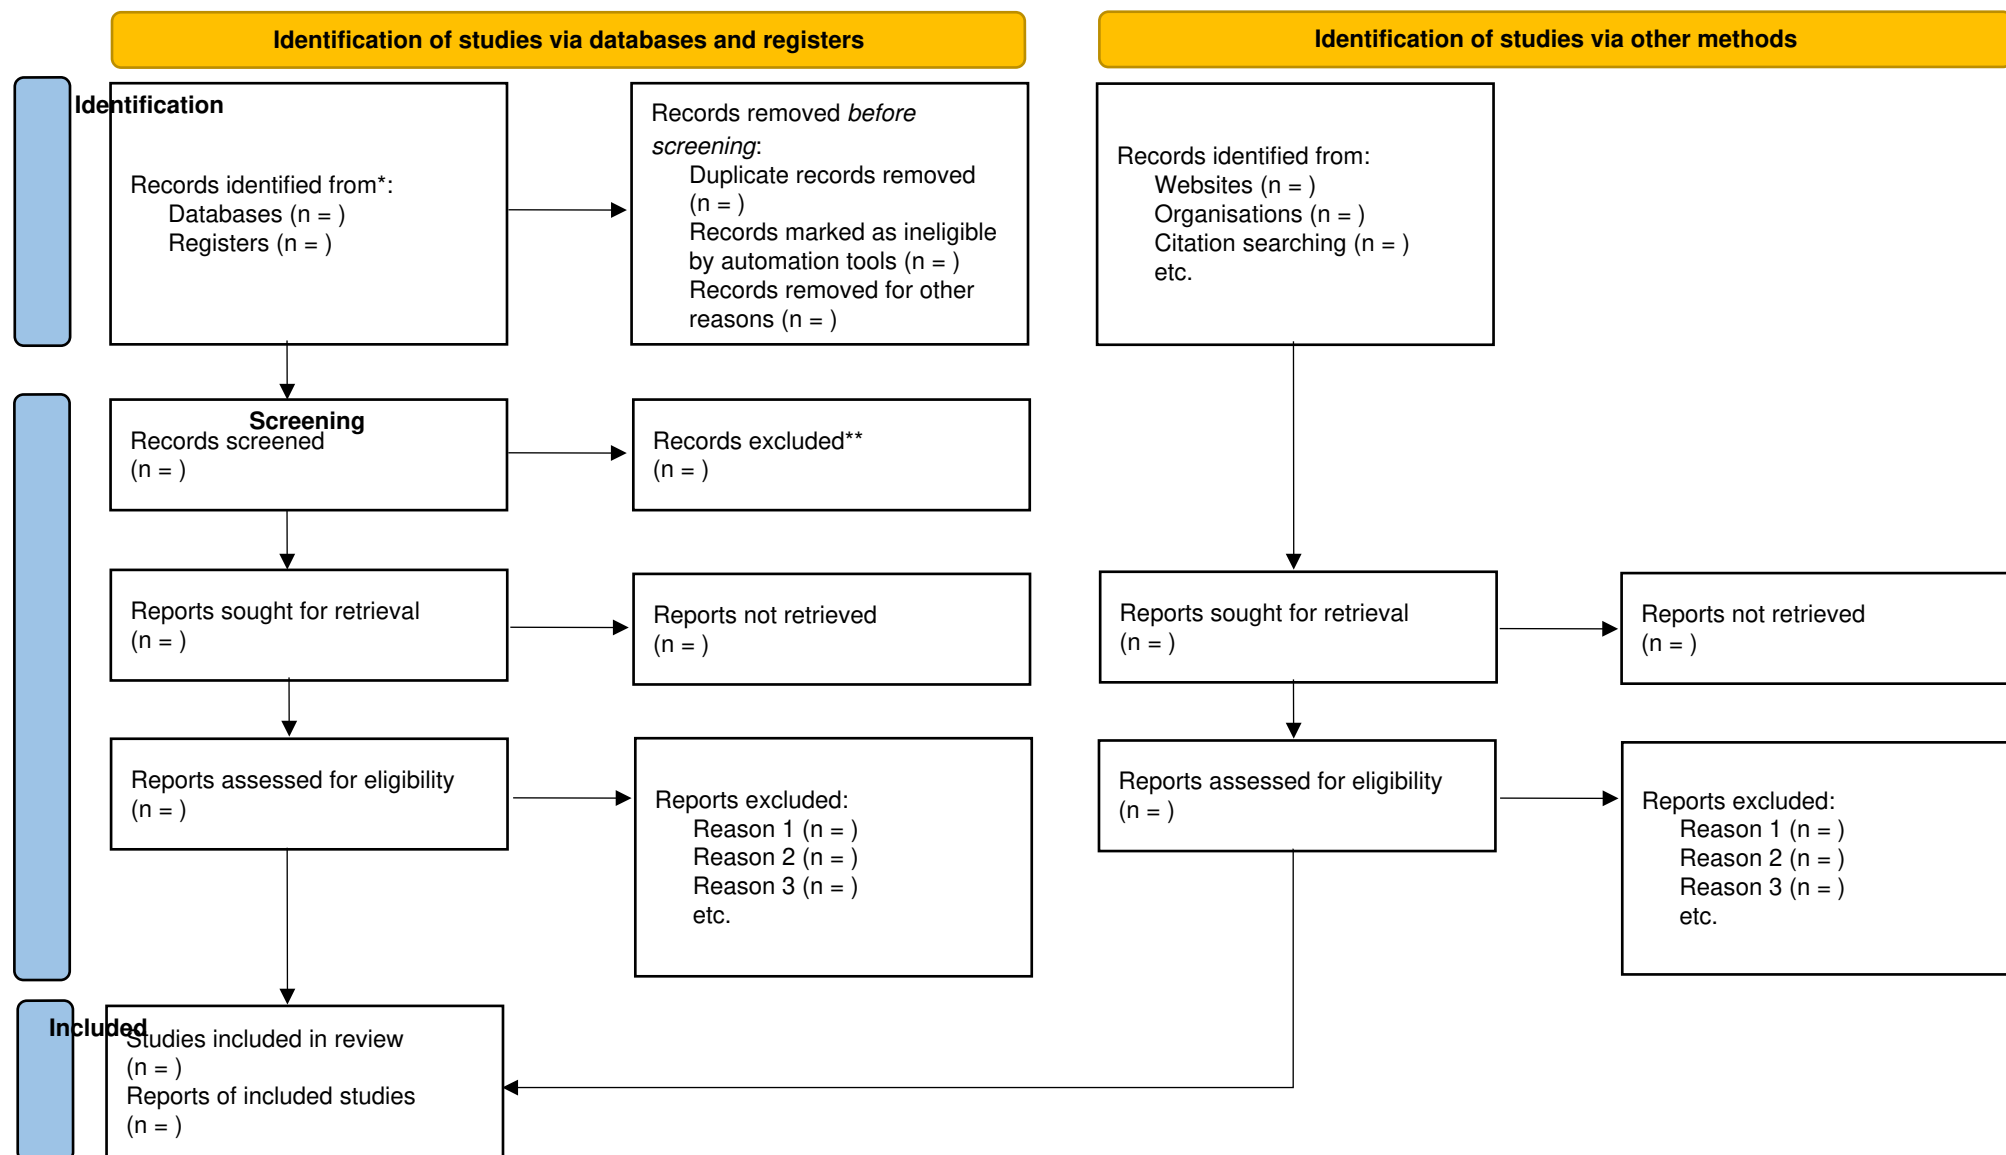 Identification of studies via databases and registers
Identification of studies via other methods
Identification
Records identified from*:
Databases (n = )
Registers (n = )
Records removed before
screening:
Duplicate records removed
(n = )
Records marked as ineligible
by automation tools (n = )
Records removed for other
reasons (n = )
Records identified from:
Websites (n = )
Organisations (n = )
Citation searching (n = )
etc.
Screening
Records screened
(n = )
Records excluded**
(n = )
Reports sought for retrieval
(n = )
Reports not retrieved
(n = )
Reports sought for retrieval
(n = )
Reports not retrieved
(n = )
Reports assessed for eligibility
(n = )
Reports excluded:
Reason 1 (n = )
Reason 2 (n = )
Reason 3 (n = )
etc.
Reports assessed for eligibility
(n = )
Reports excluded:
Reason 1 (n = )
Reason 2 (n = )
Reason 3 (n = )
etc.
Included
Studies included in review
(n = )
Reports of included studies
(n = )